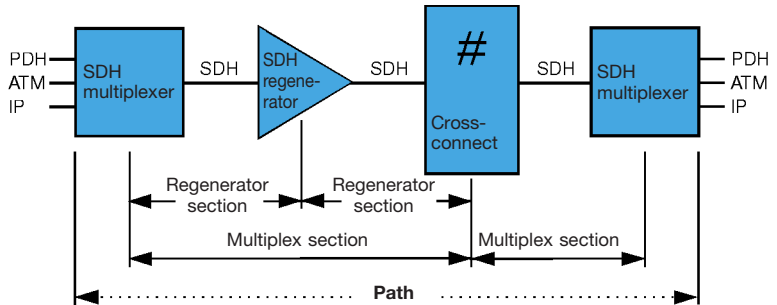 PDH
ATM
IP
SDH
multiplexer
SDH
SDH
regene-
rator
SDH
#
Cross-
connect
SDH
SDH
multiplexer
PDH
ATM
IP
Regenerator
section
Regenerator
section
Multiplex section
Multiplex section
Path